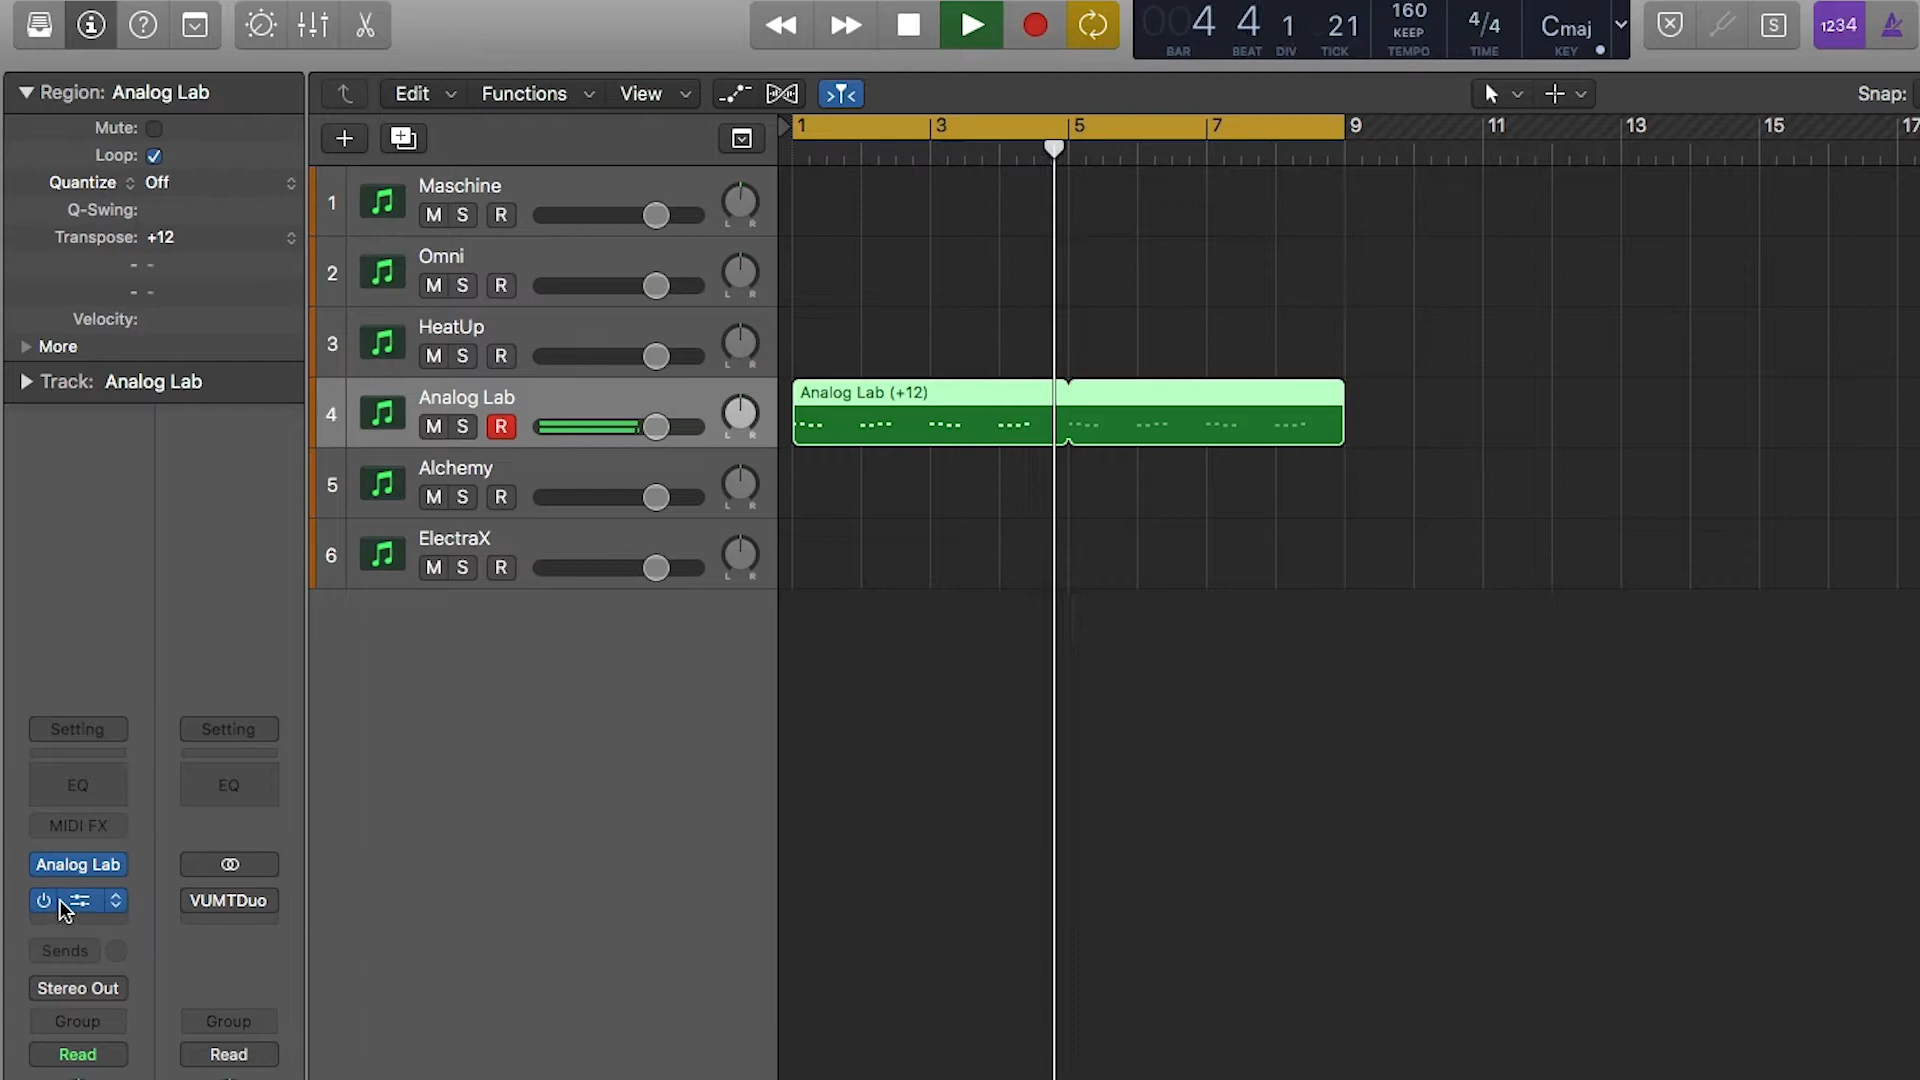 004 4 1 21 160 4/4 Cmaj 1234
KEEP
BAR BEAT DIV TICK TEMPO TIME KEY
Region: Analog Lab
Edit Functions View Snap:
Mute:
Loop:
Quantize Off
Q-Swing:
Transpose: +12
- -
- -
Velocity:
More
Track: Analog Lab
1 3 5 7 9 11 13 15 17
1 Maschine
M S R L R
2 Omni
M S R L R
3 HeatUp
M S R L R
4 Analog Lab
M S R L R
Analog Lab (+12)
5 Alchemy
M S R L R
6 ElectraX
M S R L R
Setting Setting
EQ EQ
MIDI FX
Analog Lab
VUMTDuo
Sends
Stereo Out
Group Group
Read Read
S